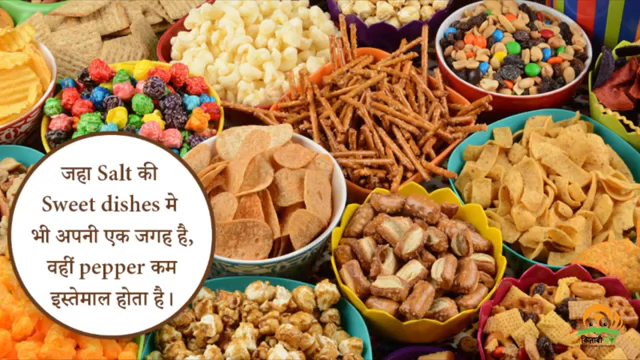 जहा Salt की
Sweet dishes मे
भी अपनी एक जगह है,
वहीं pepper कम
इस्तेमाल होता है।